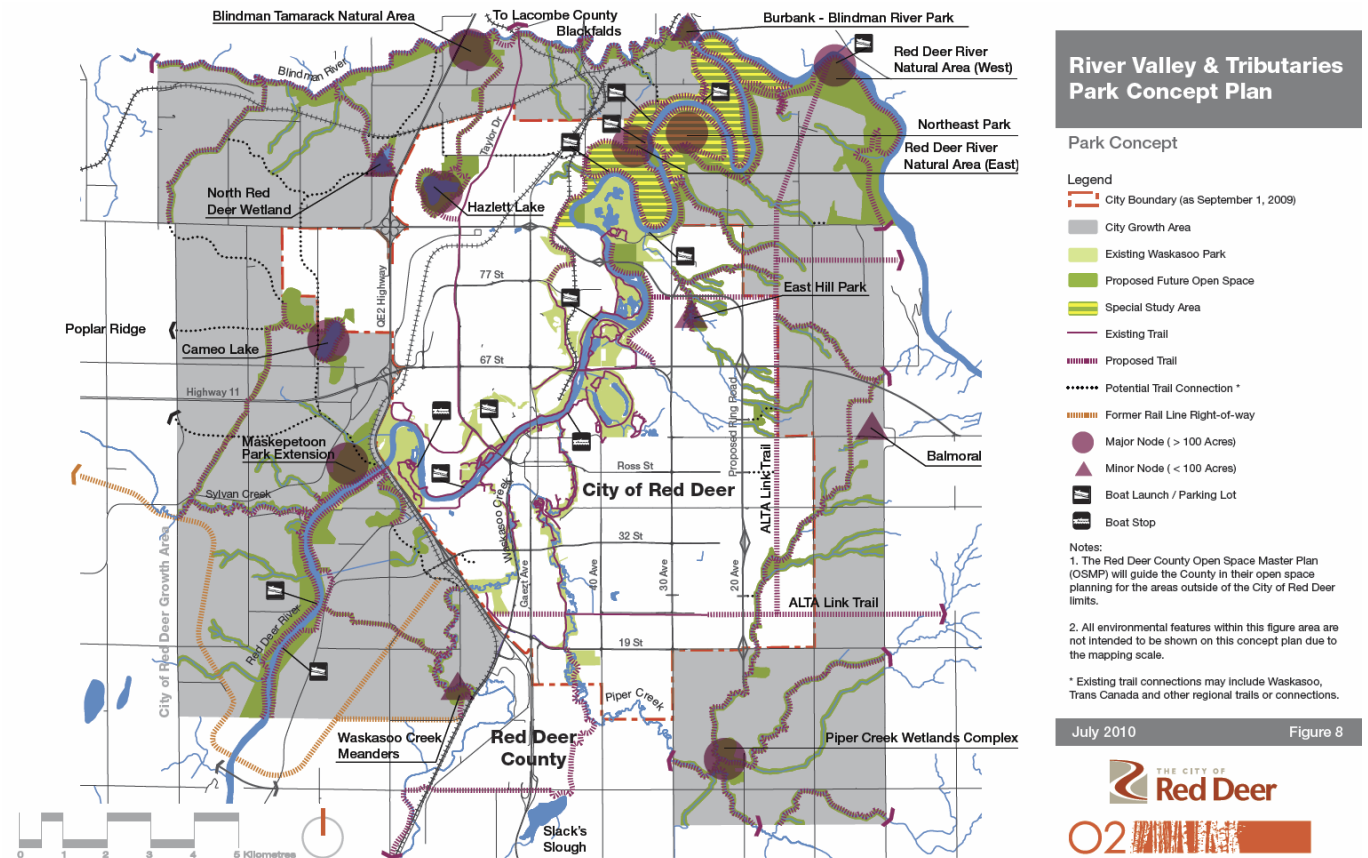 Blindman Tamarack Natural Area
To Lacombe County
Blackfalds
Burbank - Blindman River Park
Red Deer River
Natural Area (West)
Blindman River
Northeast Park
Red Deer River
Natural Area (East)
Taylor Dr
North Red
Deer Wetland
Hazlett Lake
QE2 Highway
77 St
East Hill Park
Poplar Ridge
Cameo Lake
67 St
Highway 11
Proposed Ring Road
Maskepetoon
Park Extension
Balmoral
Ross St
Sylvan Creek
City of Red Deer
ALTA Link Trail
Waskasoo Creek
32 St
Gaezt Ave
40 Ave
30 Ave
20 Ave
ALTA Link Trail
City of Red Deer Growth Area
Red Deer River
19 St
Piper Creek
Waskasoo Creek
Meanders
Red Deer
County
Piper Creek Wetlands Complex
Slack's
Slough
0 1 2 3 4 5 Kilometres
River Valley & Tributaries
Park Concept Plan
Park Concept
Legend
City Boundary (as September 1, 2009)
City Growth Area
Existing Waskasoo Park
Proposed Future Open Space
Special Study Area
Existing Trail
Proposed Trail
Potential Trail Connection *
Former Rail Line Right-of-way
Major Node ( > 100 Acres)
Minor Node ( < 100 Acres)
Boat Launch / Parking Lot
Boat Stop
Notes:
1. The Red Deer County Open Space Master Plan
(OSMP) will guide the County in their open space
planning for the areas outside of the City of Red Deer
limits.
2. All environmental features within this figure area are
not intended to be shown on this concept plan due to
the mapping scale.
* Existing trail connections may include Waskasoo,
Trans Canada and other regional trails or connections.
July 2010 Figure 8
THE CITY OF
Red Deer
O2